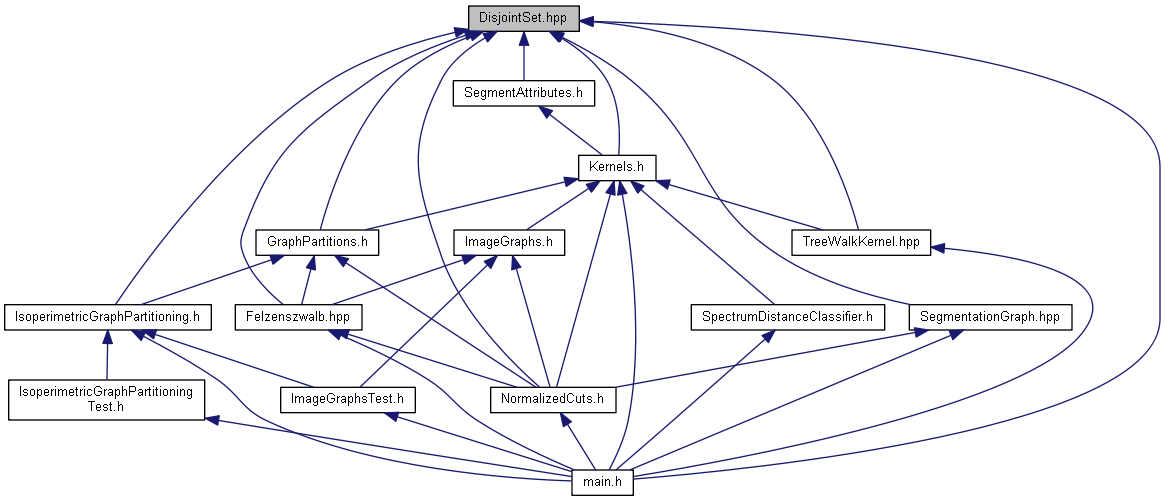 DisjointSet.hpp
SegmentAttributes.h
Kernels.h
GraphPartitions.h
ImageGraphs.h
TreeWalkKernel.hpp
IsoperimetricGraphPartitioning.h
Felzenszwalb.hpp
SpectrumDistanceClassifier.h
SegmentationGraph.hpp
IsoperimetricGraphPartitioning
Test.h
ImageGraphsTest.h
NormalizedCuts.h
main.h